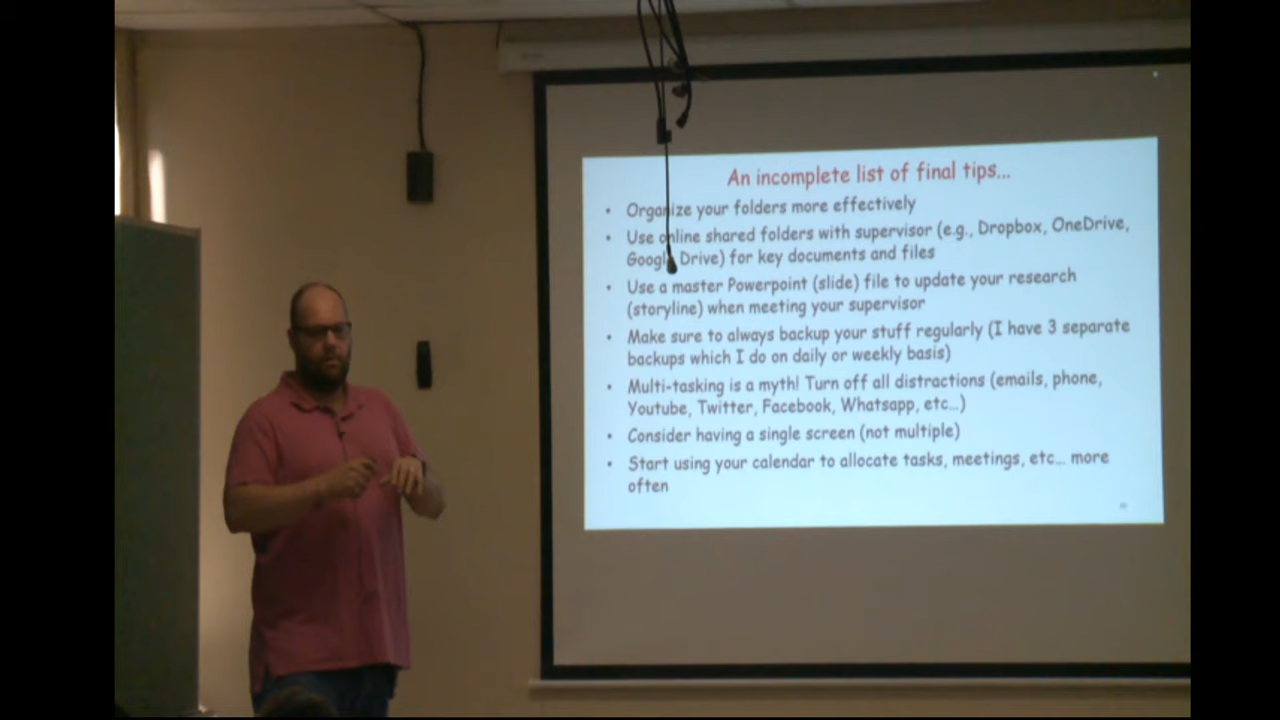 An incomplete list of final tips...
• Organize your folders more effectively
• Use online shared folders with supervisor (e.g., Dropbox, OneDrive,
Google Drive) for key documents and files
• Use a master Powerpoint (slide) file to update your research
(storyline) when meeting your supervisor
• Make sure to always backup your stuff regularly (I have 3 separate
backups which I do on daily or weekly basis)
• Multi-tasking is a myth! Turn off all distractions (emails, phone,
Youtube, Twitter, Facebook, Whatsapp, etc...)
• Consider having a single screen (not multiple)
• Start using your calendar to allocate tasks, meetings, etc... more
often